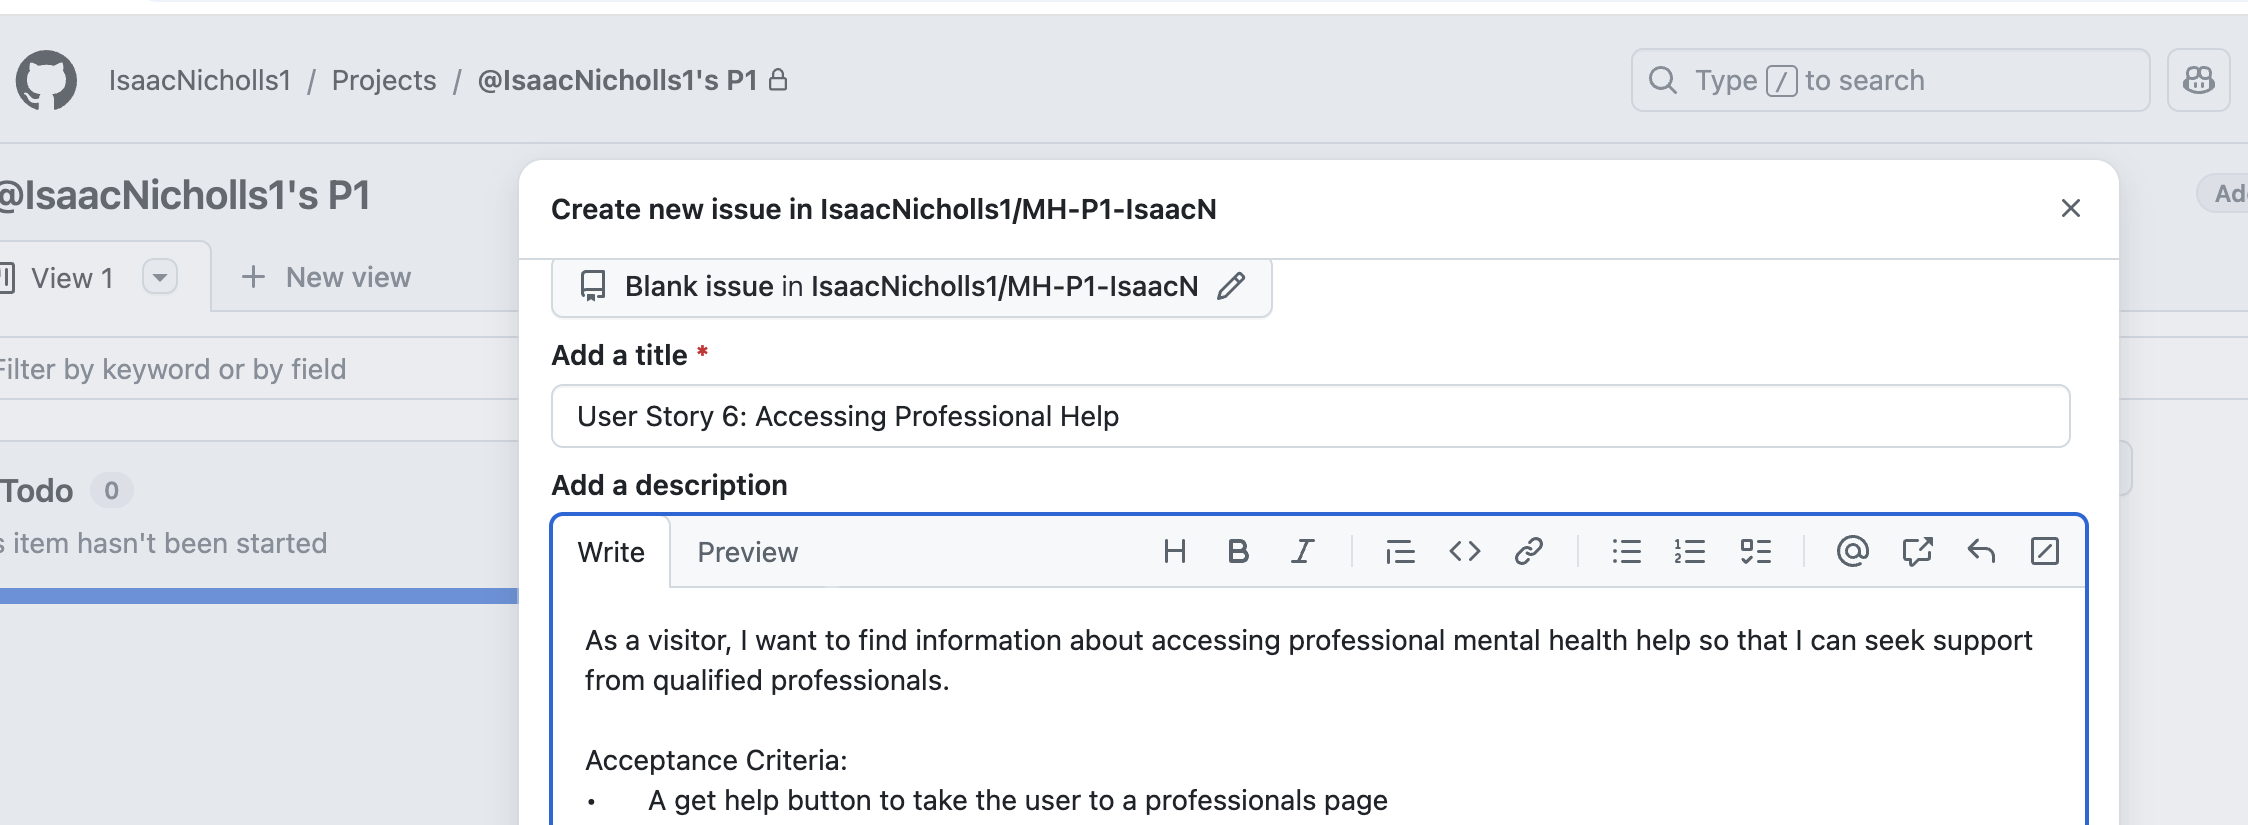 IsaacNicholls1 / Projects / @IsaacNicholls1's P1
Type / to search
@IsaacNicholls1's P1
View 1
New view
Filter by keyword or by field
Todo 0
s item hasn't been started
Create new issue in IsaacNicholls1/MH-P1-IsaacN
Blank issue in IsaacNicholls1/MH-P1-IsaacN
Add a title *
User Story 6: Accessing Professional Help
Add a description
Write Preview
As a visitor, I want to find information about accessing professional mental health help so that I can seek support
from qualified professionals.
Acceptance Criteria:
• A get help button to take the user to a professionals page